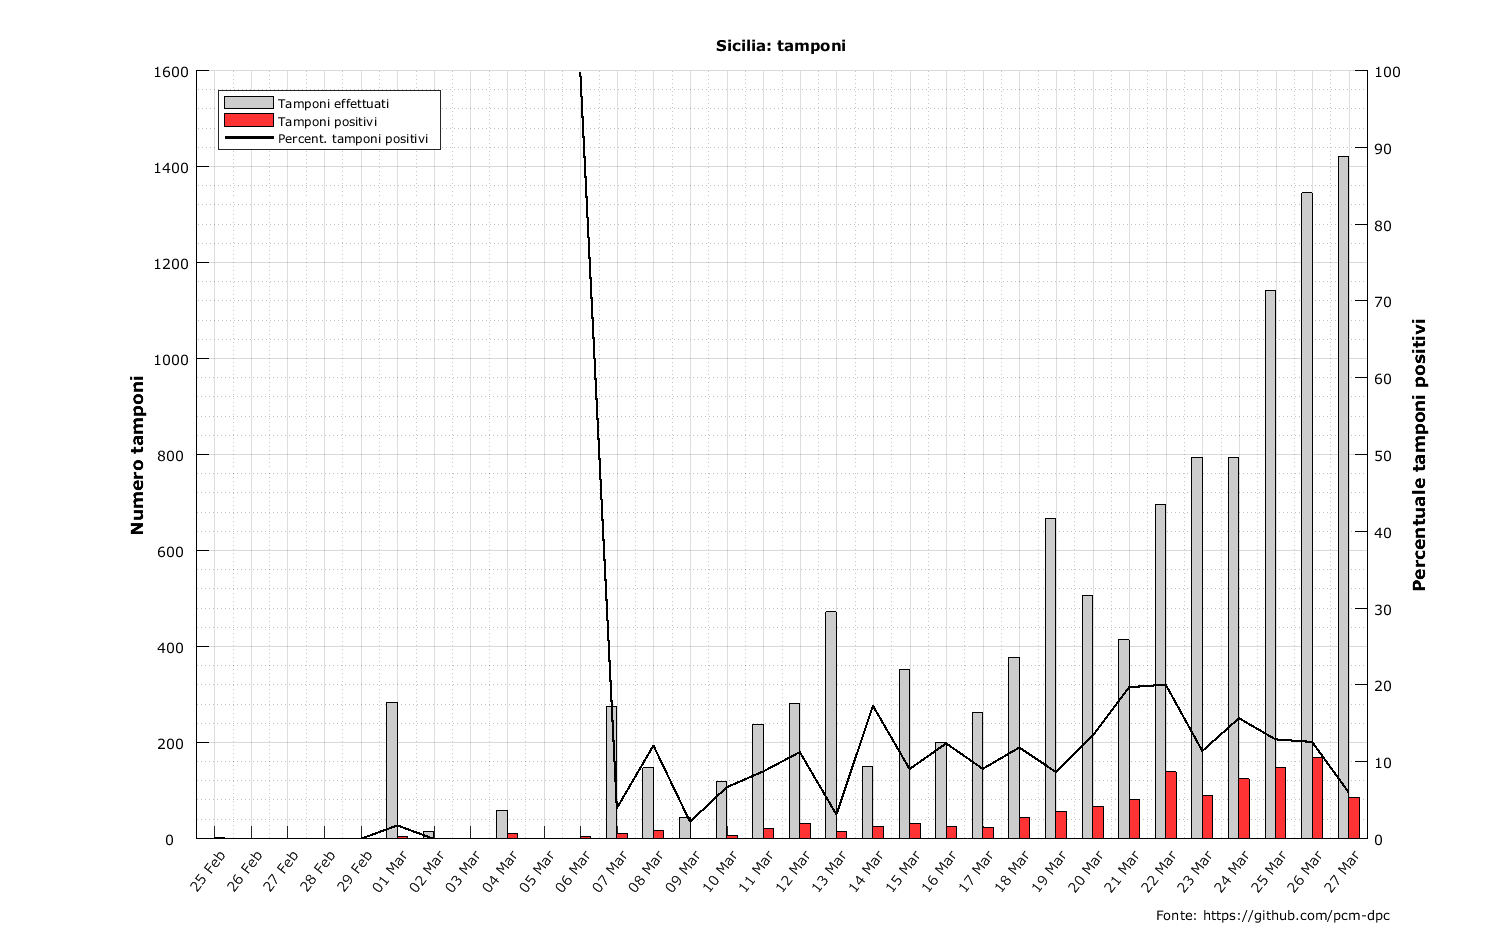 Sicilia: tamponi
Tamponi effettuati
Tamponi positivi
Percent. tamponi positivi
Numero tamponi
1600
1400
1200
1000
800
600
400
200
0
100
90
80
70
60
50
40
30
20
10
0
Percentuale tamponi positivi
25 Feb
26 Feb
27 Feb
28 Feb
29 Feb
01 Mar
02 Mar
03 Mar
04 Mar
05 Mar
06 Mar
07 Mar
08 Mar
09 Mar
10 Mar
11 Mar
12 Mar
13 Mar
14 Mar
15 Mar
16 Mar
17 Mar
18 Mar
19 Mar
20 Mar
21 Mar
22 Mar
23 Mar
24 Mar
25 Mar
26 Mar
27 Mar
Fonte: https://github.com/pcm-dpc